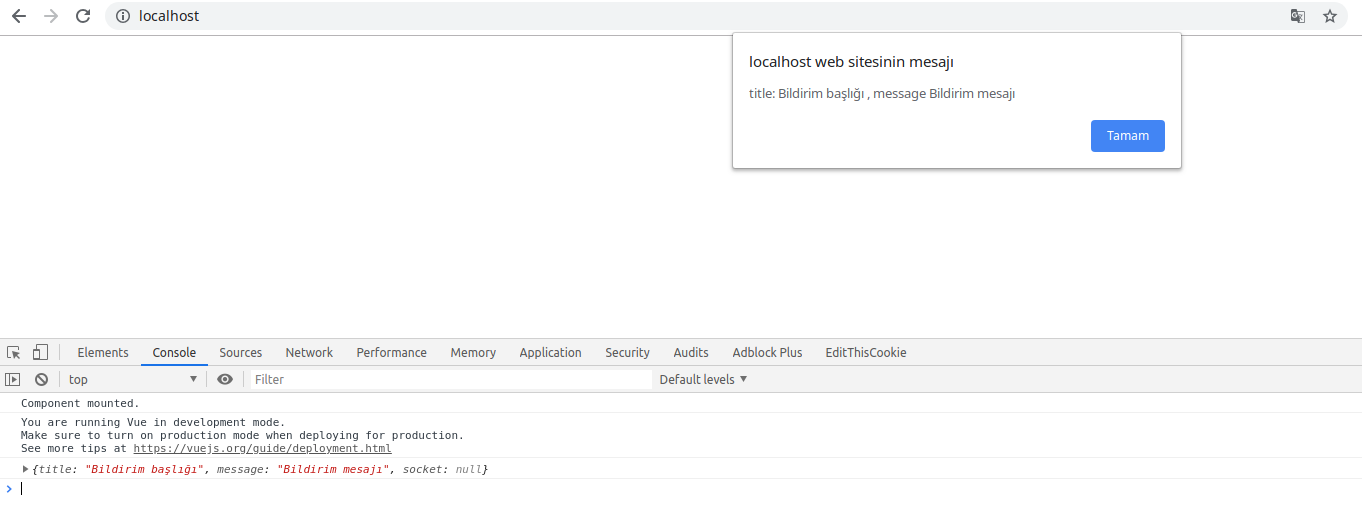 localhost
localhost web sitesinin mesajı
title: Bildirim başlığı , message Bildirim mesajı
Tamam
Elements Console Sources Network Performance Memory Application Security Audits Adblock Plus EditThisCookie
top Filter Default levels
Component mounted.
You are running Vue in development mode.
Make sure to turn on production mode when deploying for production.
See more tips at https://vuejs.org/guide/deployment.html
{title: "Bildirim başlığı", message: "Bildirim mesajı", socket: null}